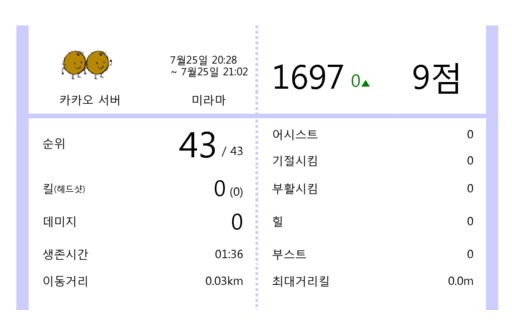 7월25일 20:28
~ 7월25일 21:02
카카오 서버
미라마
1697 0▲
9점
순위 43 / 43
킬(헤드샷) 0 (0)
데미지 0
생존시간 01:36
이동거리 0.03km
어시스트 0
기절시킴 0
부활시킴 0
힐 0
부스트 0
최대거리킬 0.0m